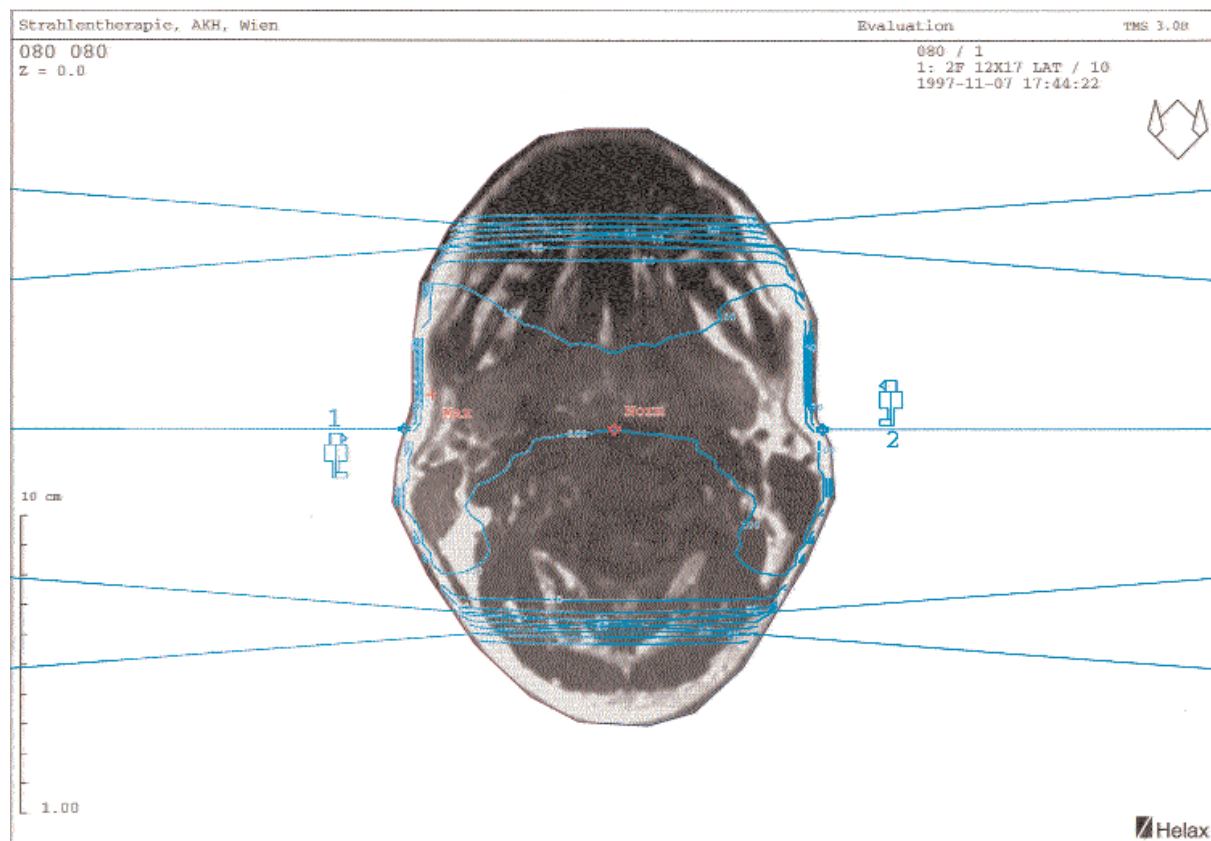 Strahlentherapie, AKH, Wien
Evaluation
TMS 3.08
080 080
Z = 0.0
080 / 1
1: 2F 12X17 LAT / 10
1997-11-07 17:44:22
1
Max
Norm
2
100
10 cm
1.00
Helax